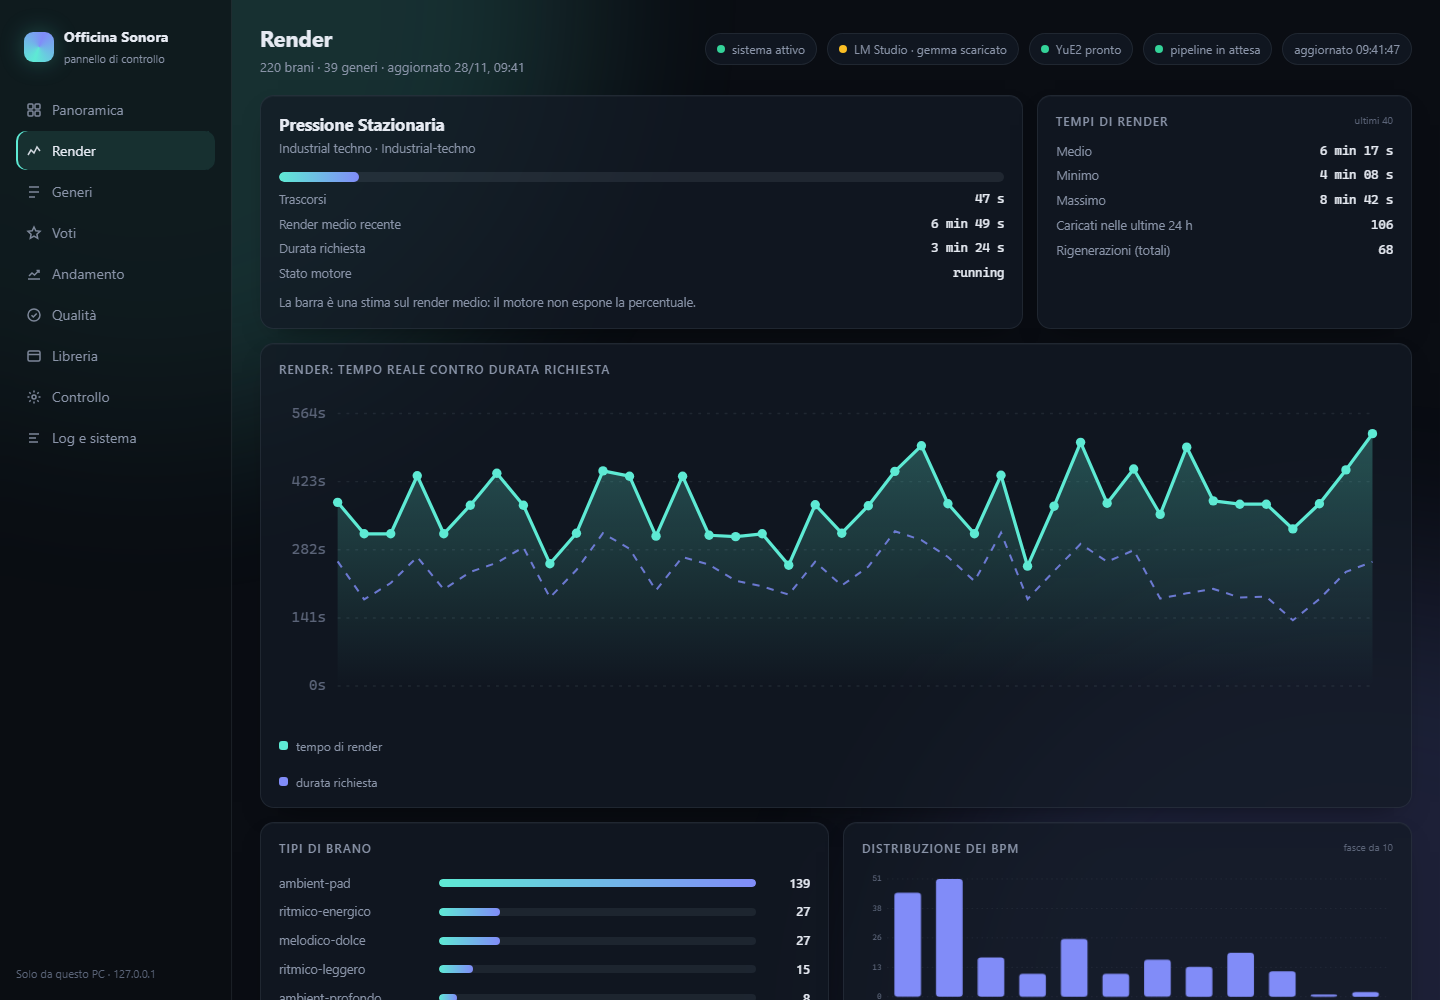 Officina Sonora
pannello di controllo
Panoramica
Render
Generi
Voti
Andamento
Qualità
Libreria
Controllo
Log e sistema
Solo da questo PC · 127.0.0.1
Render
220 brani · 39 generi · aggiornato 28/11, 09:41
sistema attivo
LM Studio · gemma scaricato
YuE2 pronto
pipeline in attesa
aggiornato 09:41:47
Pressione Stazionaria
Industrial techno · Industrial-techno
Trascorsi 47 s
Render medio recente 6 min 49 s
Durata richiesta 3 min 24 s
Stato motore running
La barra è una stima sul render medio: il motore non espone la percentuale.
TEMPI DI RENDER ultimi 40
Medio 6 min 17 s
Minimo 4 min 08 s
Massimo 8 min 42 s
Caricati nelle ultime 24 h 106
Rigenerazioni (totali) 68
RENDER: TEMPO REALE CONTRO DURATA RICHIESTA
564s
423s
282s
141s
0s
tempo di render
durata richiesta
TIPI DI BRANO
ambient-pad 139
ritmico-energico 27
melodico-dolce 27
ritmico-leggero 15
ambient-profondo 8
DISTRIBUZIONE DEI BPM fasce da 10
51
38
26
13
0